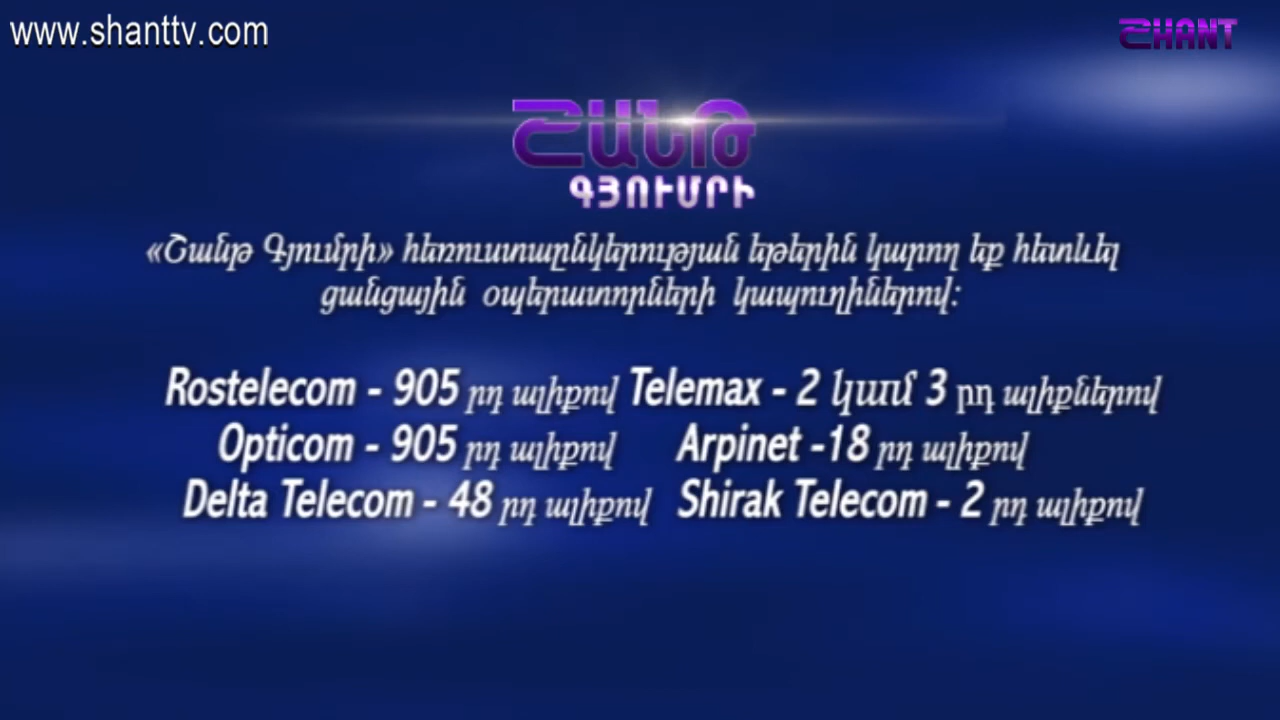 www.shanttv.com
SHANT
ՇԱՆԹ
ԳՅՈՒՄՐԻ
«Շանթ Գյումրի» հեռուստաընկերության եթերին կարող եք հետևել
ցանցային օպերատորների կապուղիներով:
Rostelecom - 905 րդ ալիքով Telemax - 2 կամ 3 րդ ալիքներով
Opticom - 905 րդ ալիքով Arpinet -18 րդ ալիքով
Delta Telecom - 48 րդ ալիքով Shirak Telecom - 2 րդ ալիքով